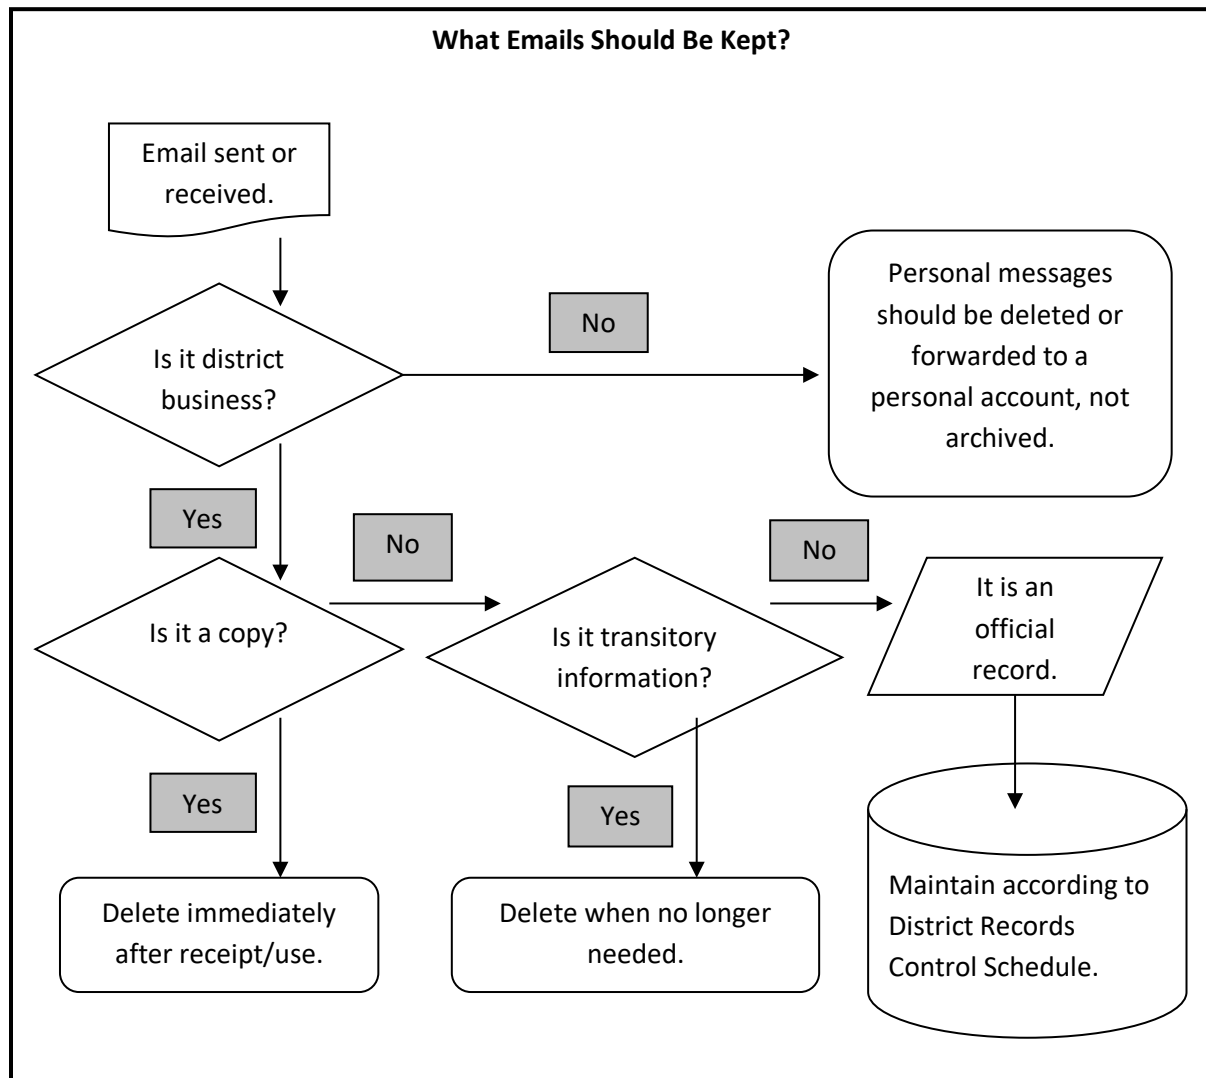 What Emails Should Be Kept?
Email sent or
received.
Is it district
business?
No
Personal messages
should be deleted or
forwarded to a
personal account, not
archived.
Yes
Is it a copy?
No
Is it transitory
information?
No
It is an
official
record.
Yes
Delete immediately
after receipt/use.
Yes
Delete when no longer
needed.
Maintain according to
District Records
Control Schedule.